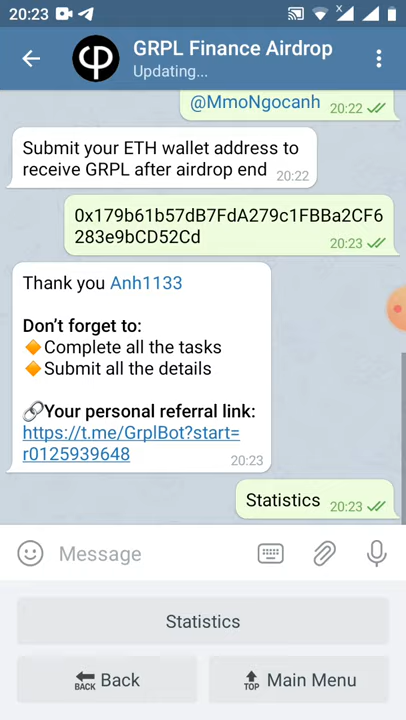 20:23
GRPL Finance Airdrop
Updating...
@MmoNgocanh 20:22
Submit your ETH wallet address to
receive GRPL after airdrop end 20:22
0x179b61b57dB7FdA279c1FBBa2CF6
283e9bCD52Cd 20:23
Thank you Anh1133
Don't forget to:
🔶Complete all the tasks
🔶Submit all the details
🔗Your personal referral link:
https://t.me/GrplBot?start=
r0125939648 20:23
Statistics 20:23
Message
Statistics
BACK Back
TOP Main Menu